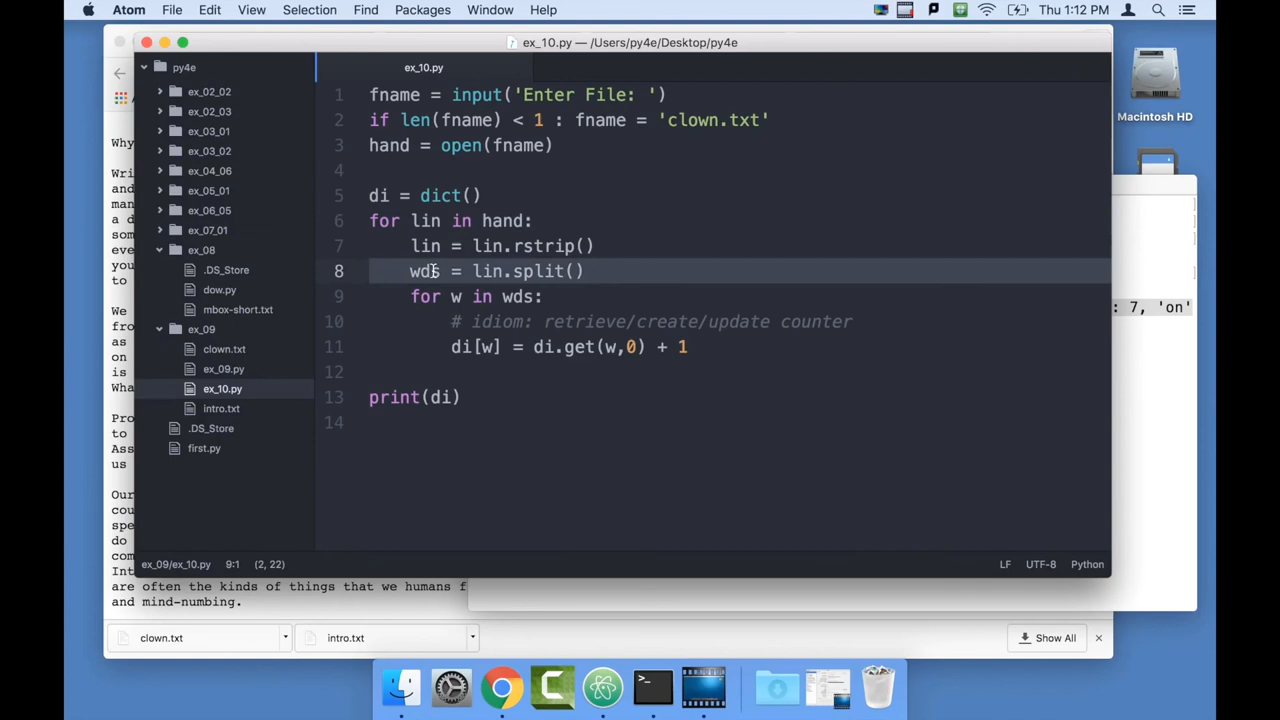 Atom File Edit View Selection Find Packages Window Help Thu 1:12 PM
ex_10.py — /Users/py4e/Desktop/py4e
py4e
ex_02_02
ex_02_03
ex_03_01
ex_03_02
ex_04_06
ex_05_01
ex_06_05
ex_07_01
ex_08
.DS_Store
dow.py
mbox-short.txt
ex_09
clown.txt
ex_09.py
ex_10.py
intro.txt
.DS_Store
first.py
ex_10.py
1 fname = input('Enter File: ')
2 if len(fname) < 1 : fname = 'clown.txt'
3 hand = open(fname)
4
5 di = dict()
6 for lin in hand:
7 lin = lin.rstrip()
8 wds = lin.split()
9 for w in wds:
10 # idiom: retrieve/create/update counter
11 di[w] = di.get(w,0) + 1
12
13 print(di)
14
ex_09/ex_10.py 9:1 (2, 22) LF UTF-8 Python
Macintosh HD
: 7, 'on'
Why
Wri
and
man
a d
som
eve
you
to
We
fro
as
on
is
Wha
Pro
to
Ass
us
Our
cou
spe
do
com
Int
are often the kinds of things that we humans f
and mind-numbing.
clown.txt intro.txt Show All